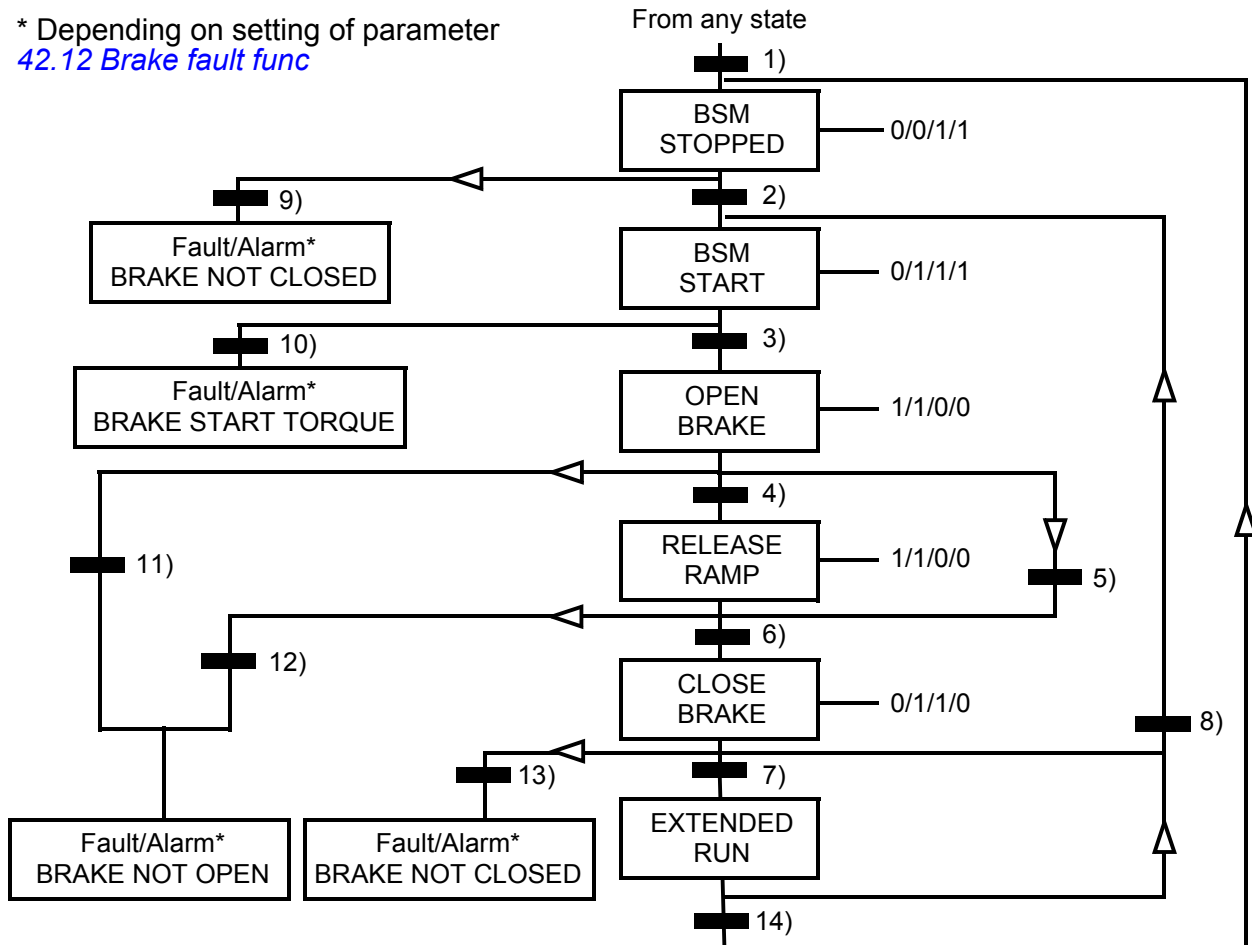 * Depending on setting of parameter
42.12 Brake fault func
From any state
1)
BSM
STOPPED
0/0/1/1
9)
2)
Fault/Alarm*
BRAKE NOT CLOSED
BSM
START
0/1/1/1
10)
3)
Fault/Alarm*
BRAKE START TORQUE
OPEN
BRAKE
1/1/0/0
4)
11)
RELEASE
RAMP
1/1/0/0
5)
6)
12)
CLOSE
BRAKE
0/1/1/0
8)
13)
7)
Fault/Alarm*
BRAKE NOT OPEN
Fault/Alarm*
BRAKE NOT CLOSED
EXTENDED
RUN
14)